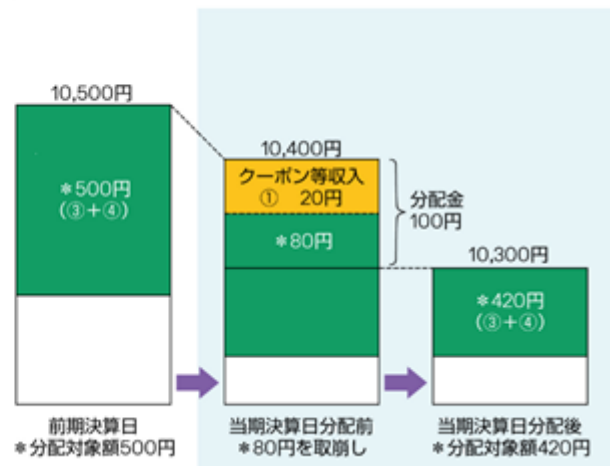 10,500円
*500円
(③+④)
前期決算日
*分配対象額500円
10,400円
クーポン等収入
① 20円
*80円
分配金
100円
当期決算日分配前
*80円を取崩し
10,300円
*420円
(③+④)
当期決算日分配後
*分配対象額420円